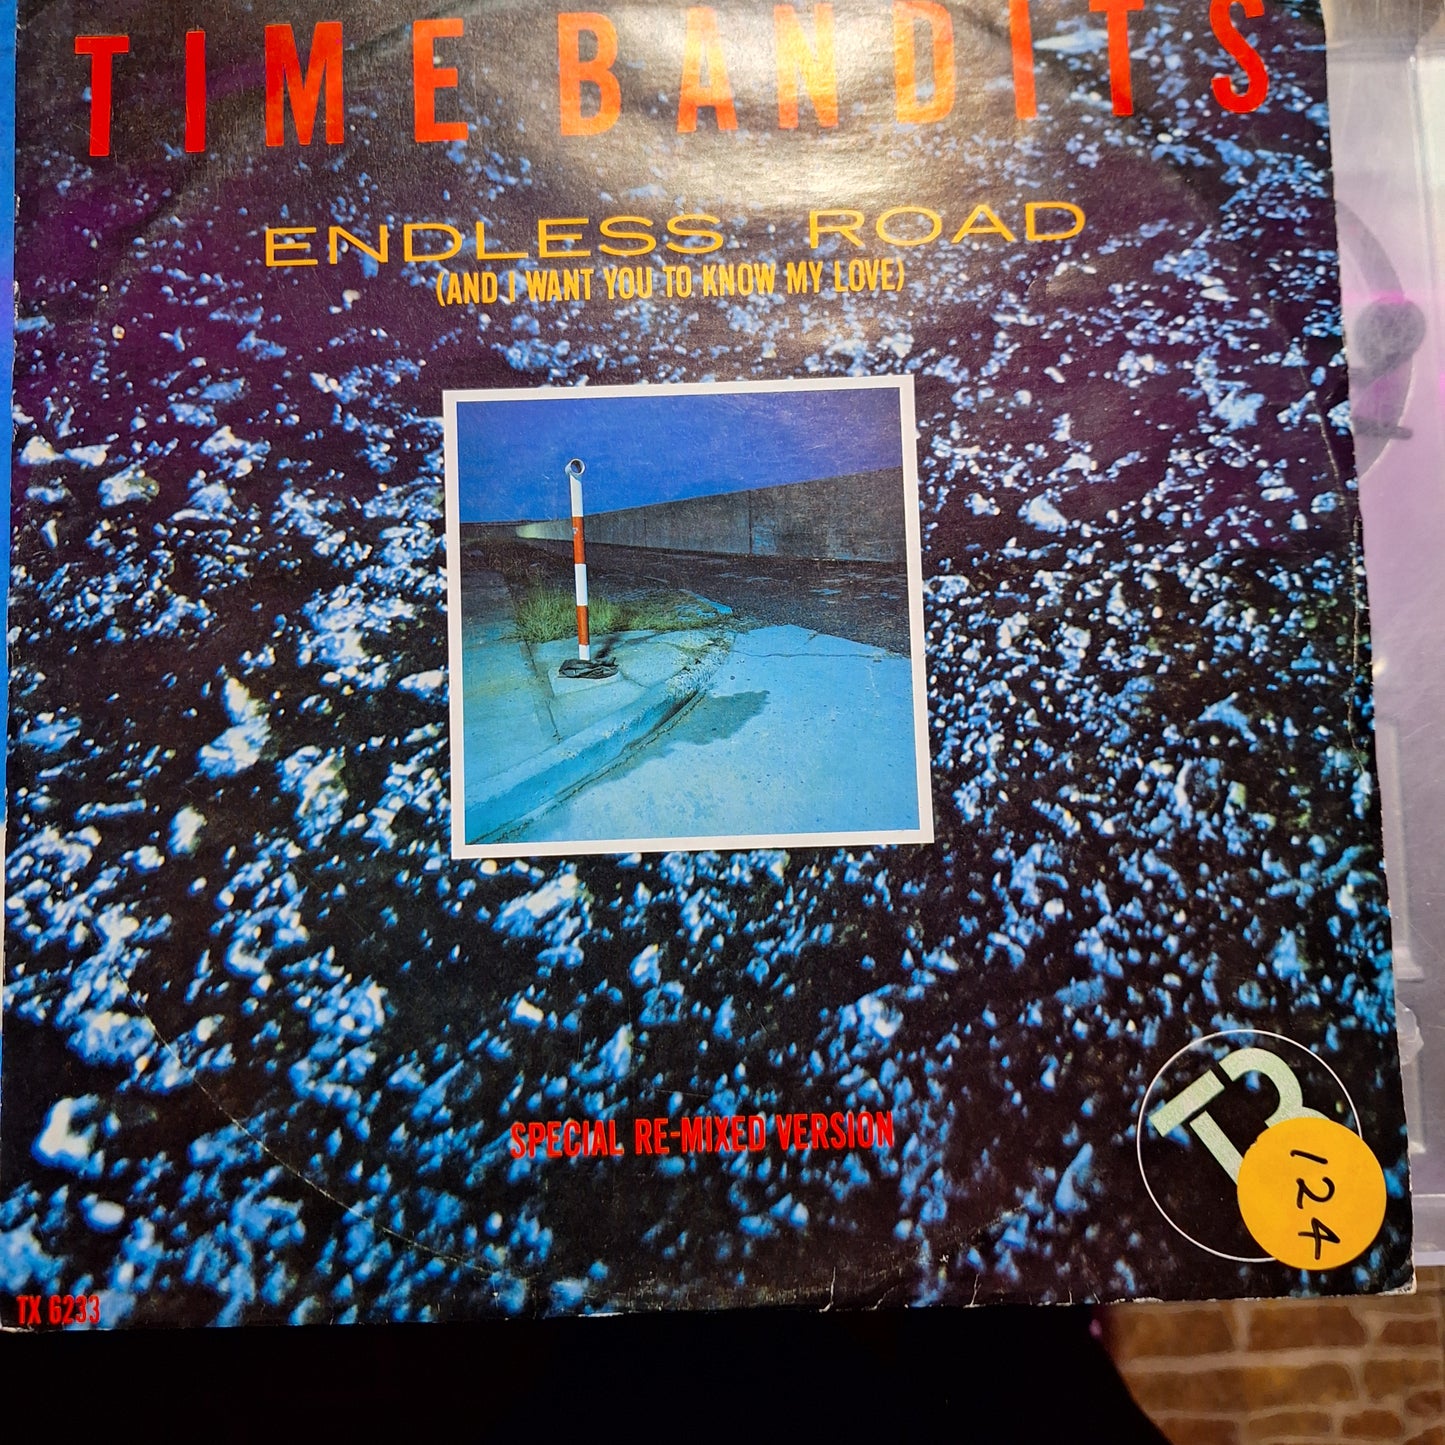 TIME BANDITS
ENDLESS ROAD
(AND I WANT YOU TO KNOW MY LOVE)
SPECIAL RE-MIXED VERSION
TB
124
TX 6233